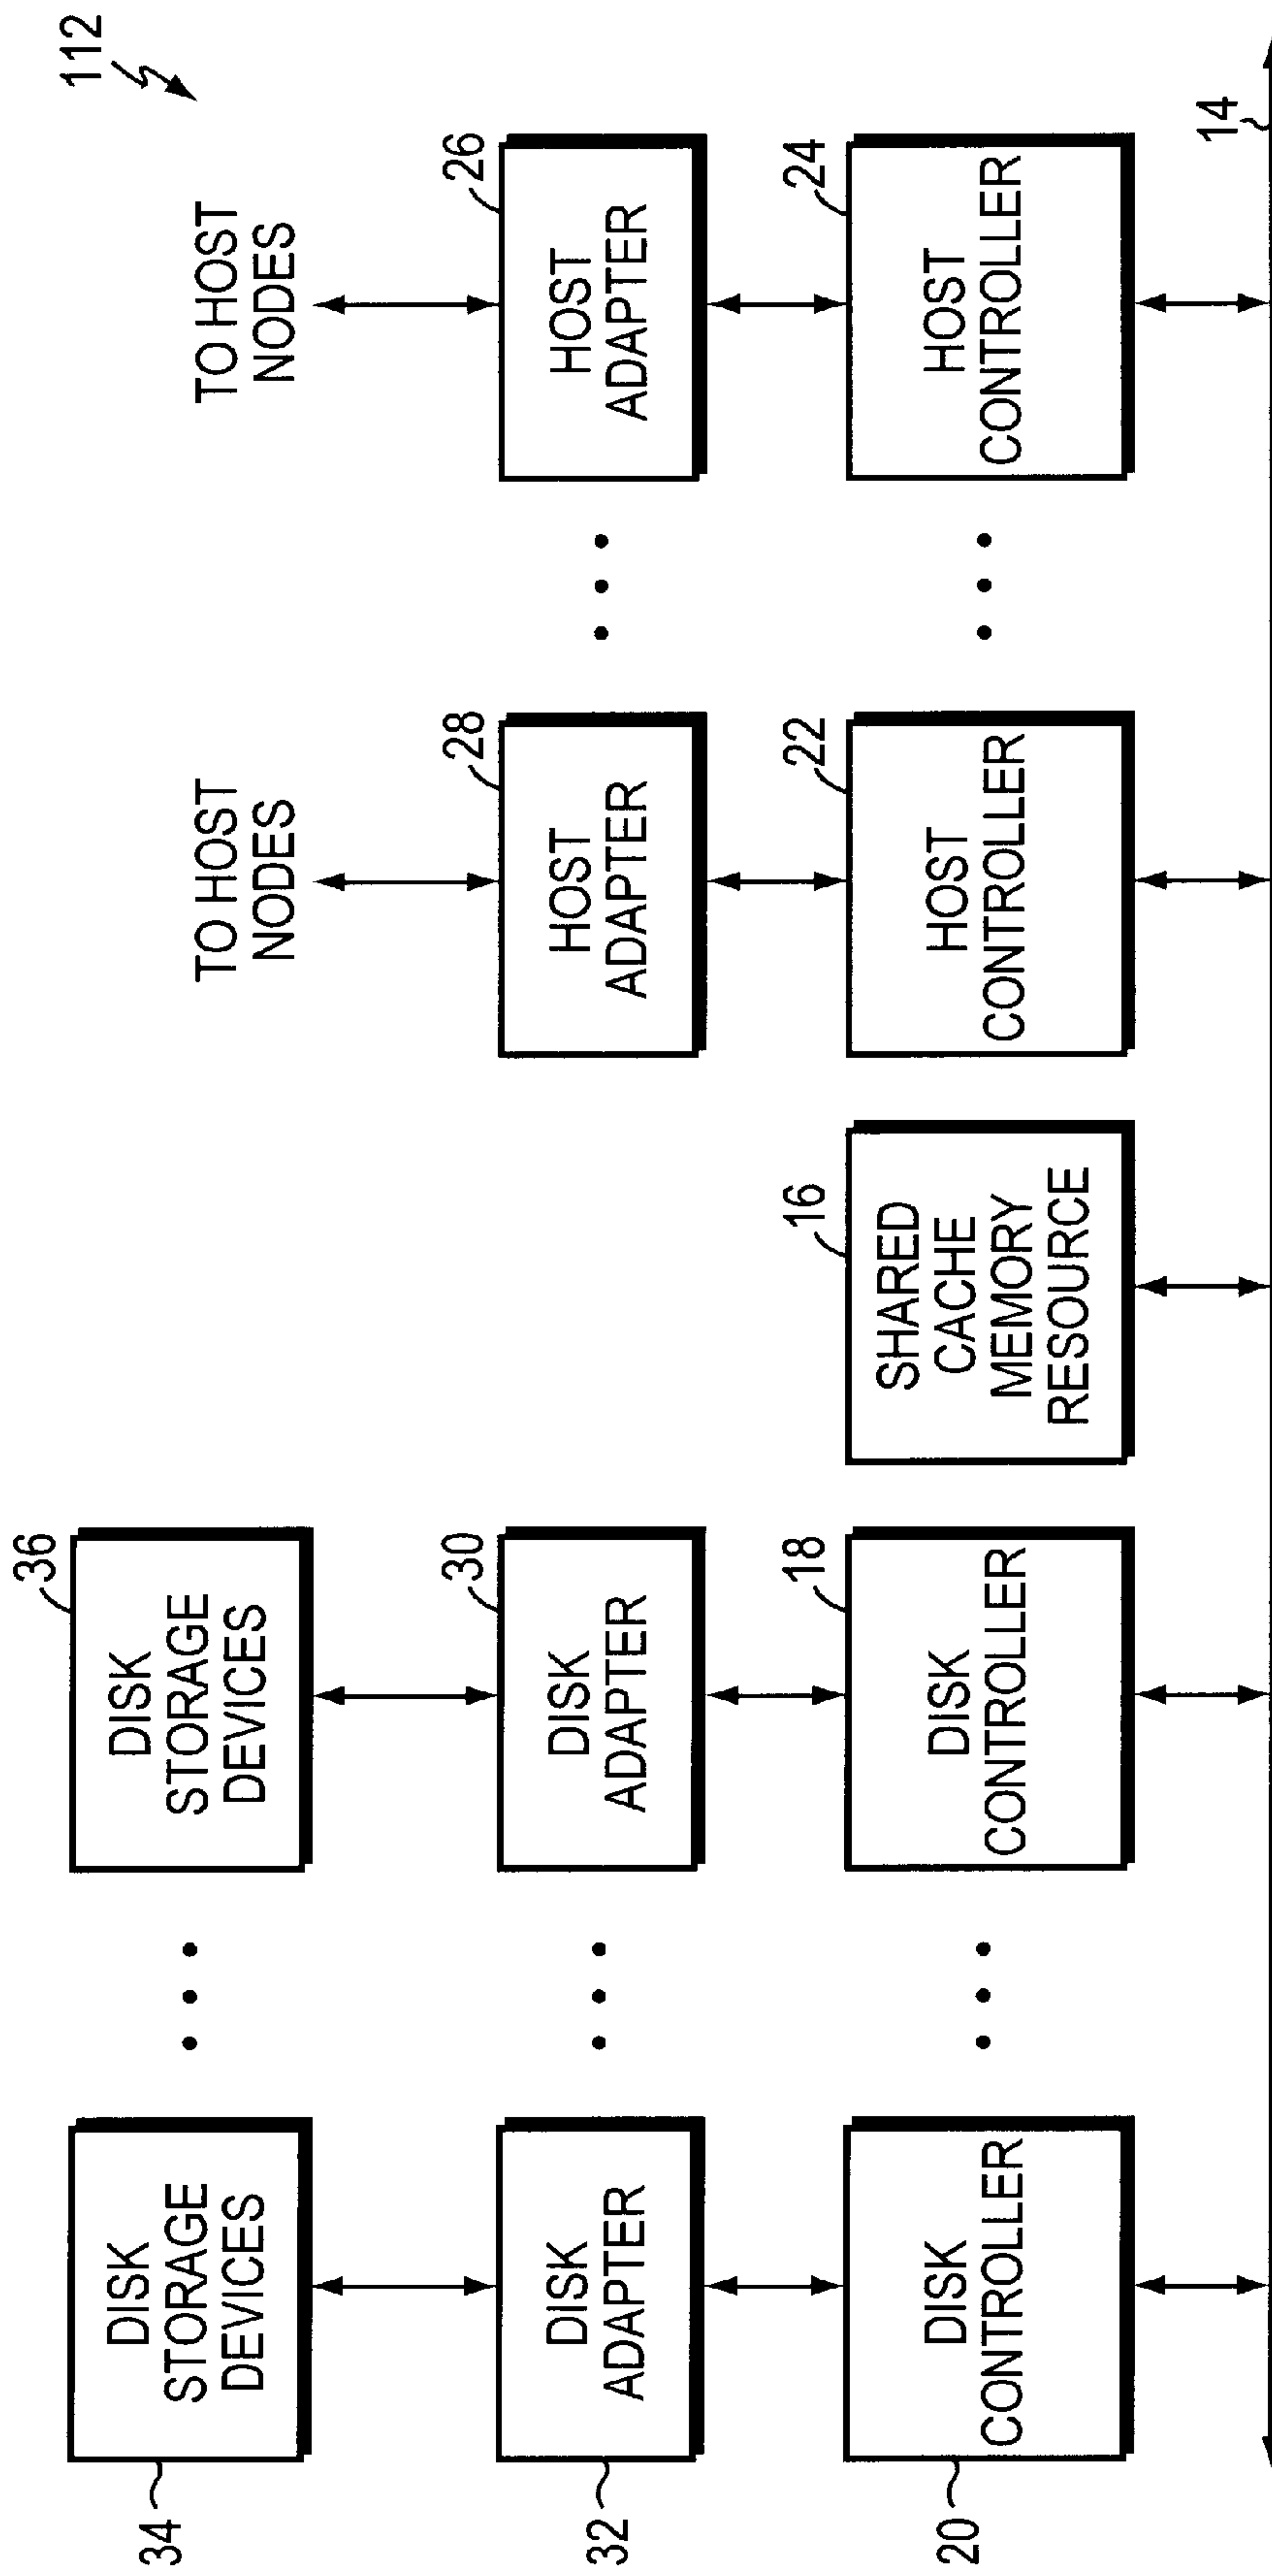 112
TO HOST
NODES
TO HOST
NODES
36
DISK
STORAGE
DEVICES
DISK
STORAGE
DEVICES
34
26
HOST
ADAPTER
28
HOST
ADAPTER
30
DISK
ADAPTER
DISK
ADAPTER
32
24
HOST
CONTROLLER
22
HOST
CONTROLLER
16
SHARED
CACHE
MEMORY
RESOURCE
18
DISK
CONTROLLER
DISK
CONTROLLER
20
14